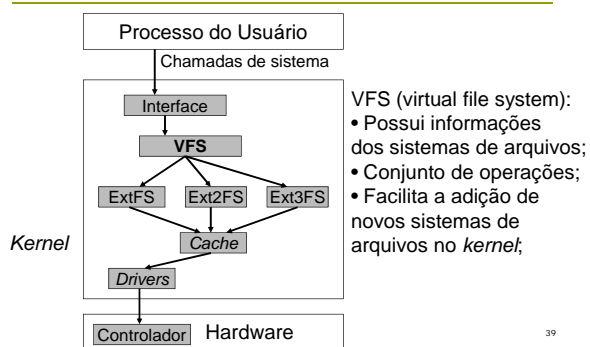 Processo do Usuário
Chamadas de sistema
Interface
VFS
ExtFS Ext2FS Ext3FS
Kernel
Cache
Drivers
Controlador Hardware
VFS (virtual file system):
• Possui informações
dos sistemas de arquivos;
• Conjunto de operações;
• Facilita a adição de
novos sistemas de
arquivos no kernel;
39